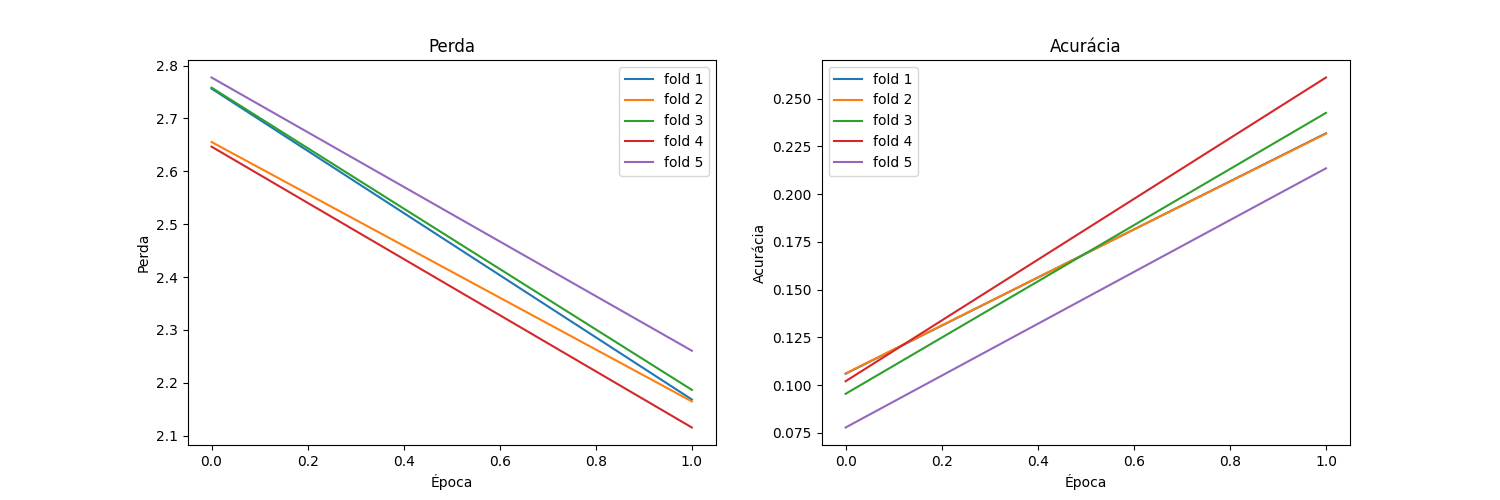 Perda
2.8
2.7
2.6
2.5
2.4
2.3
2.2
2.1
Perda
0.0 0.2 0.4 0.6 0.8 1.0
Época
fold 1
fold 2
fold 3
fold 4
fold 5
Acurácia
0.250
0.225
0.200
0.175
0.150
0.125
0.100
0.075
Acurácia
0.0 0.2 0.4 0.6 0.8 1.0
Época
fold 1
fold 2
fold 3
fold 4
fold 5